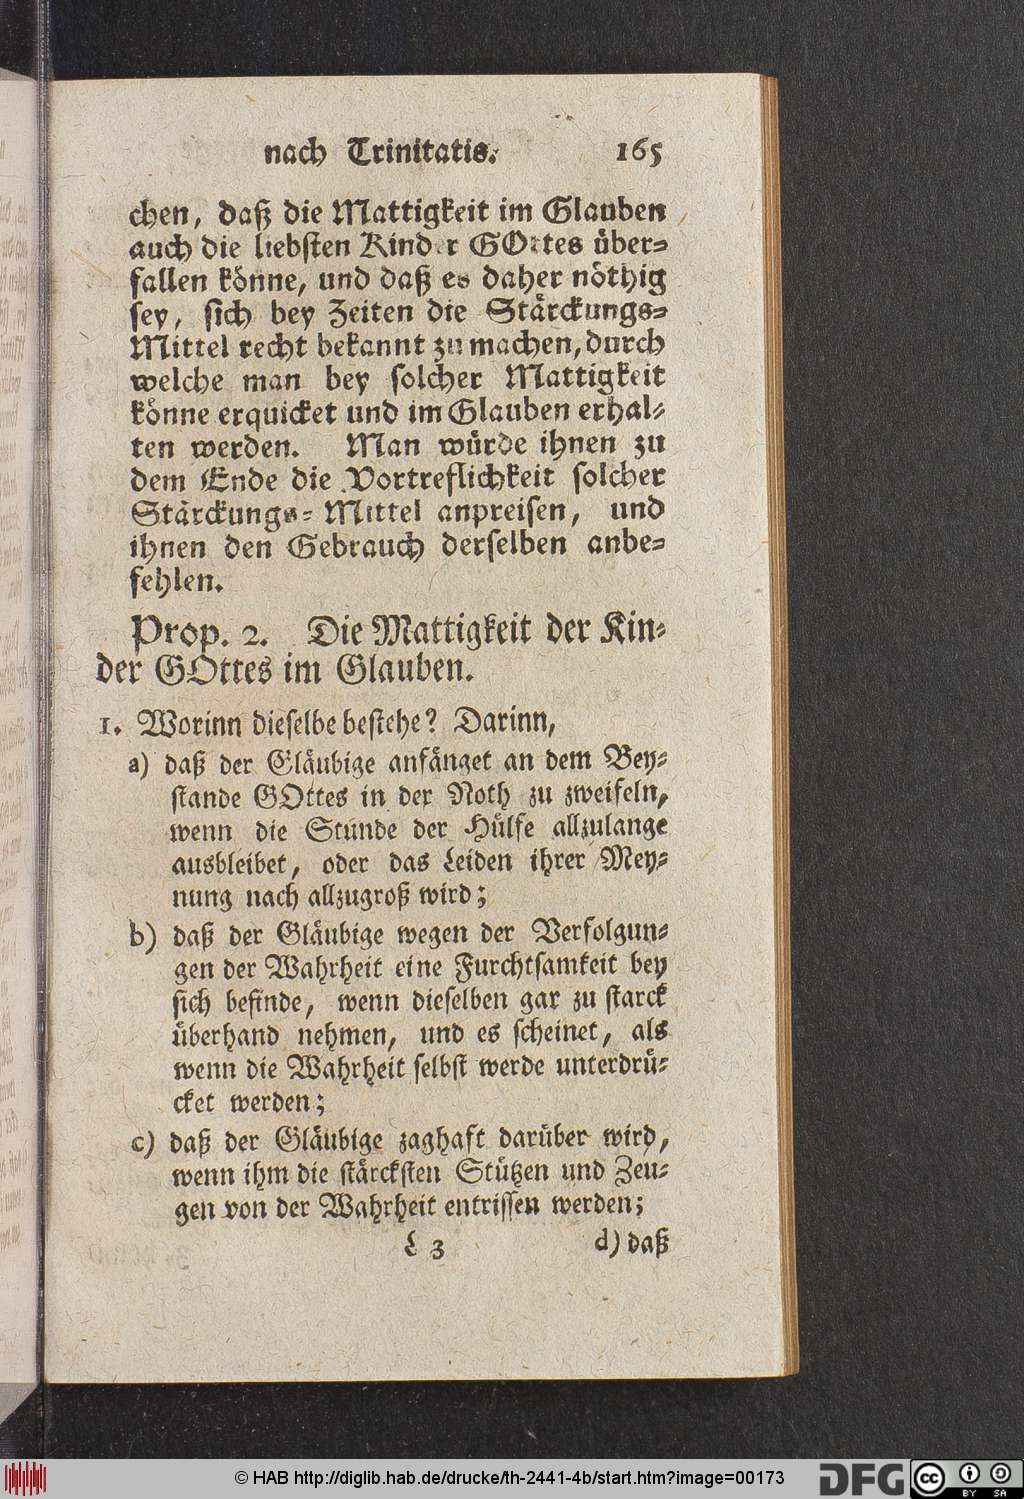 nach Trinitatis. 165
chen, daß die Mattigkeit im Glauben
auch die liebsten Kinder GOttes über-
fallen könne, und daß es daher nöthig
sey, sich bey Zeiten die Stärckungs-
Mittel recht bekannt zu machen, durch
welche man bey solcher Mattigkeit
könne erquicket und im Glauben erhal-
ten werden. Man würde ihnen zu
dem Ende die Vortreflichkeit solcher
Stärckungs-Mittel anpreisen, und
ihnen den Gebrauch derselben anbe-
fehlen.
Prop. 2. Die Mattigkeit der Kin-
der GOttes im Glauben.
1. Worinn dieselbe bestehe? Darinn,
a) daß der Gläubige anfänget an dem Bey-
stande GOttes in der Noth zu zweifeln,
wenn die Stunde der Hülfe allzulange
ausbleibet, oder das Leiden ihrer Mey-
nung nach allzugroß wird;
b) daß der Gläubige wegen der Verfolgun-
gen der Wahrheit eine Furchtsamkeit bey
sich befinde, wenn dieselben gar zu starck
überhand nehmen, und es scheinet, als
wenn die Wahrheit selbst werde unterdrü-
cket werden;
c) daß der Gläubige zaghaft darüber wird,
wenn ihm die stärcksten Stützen und Zeu-
gen von der Wahrheit entrissen werden;
L 3 d) daß
© HAB http://diglib.hab.de/drucke/th-2441-4b/start.htm?image=00173
DFG cc BY SA